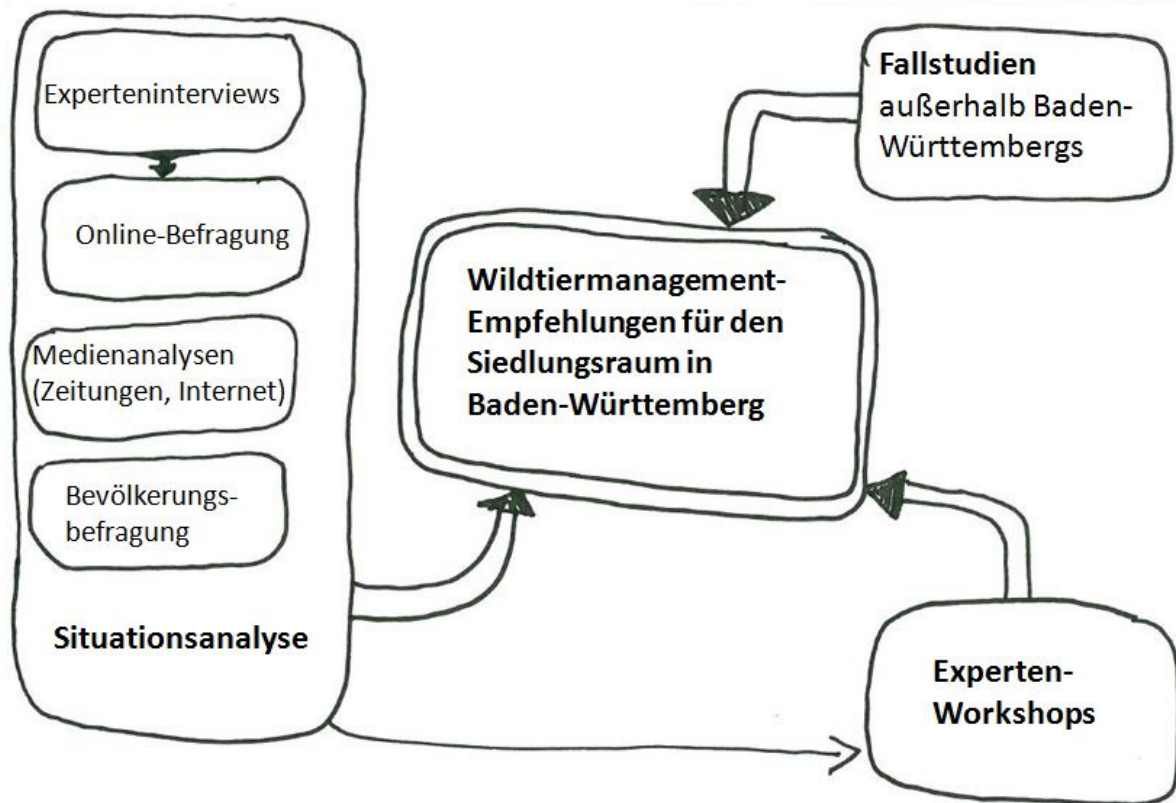 Experteninterviews
Online-Befragung
Medienanalysen
(Zeitungen, Internet)
Bevölkerungs-
befragung
Situationsanalyse
Wildtiermanagement-
Empfehlungen für den
Siedlungsraum in
Baden-Württemberg
Fallstudien
außerhalb Baden-
Württembergs
Experten-
Workshops